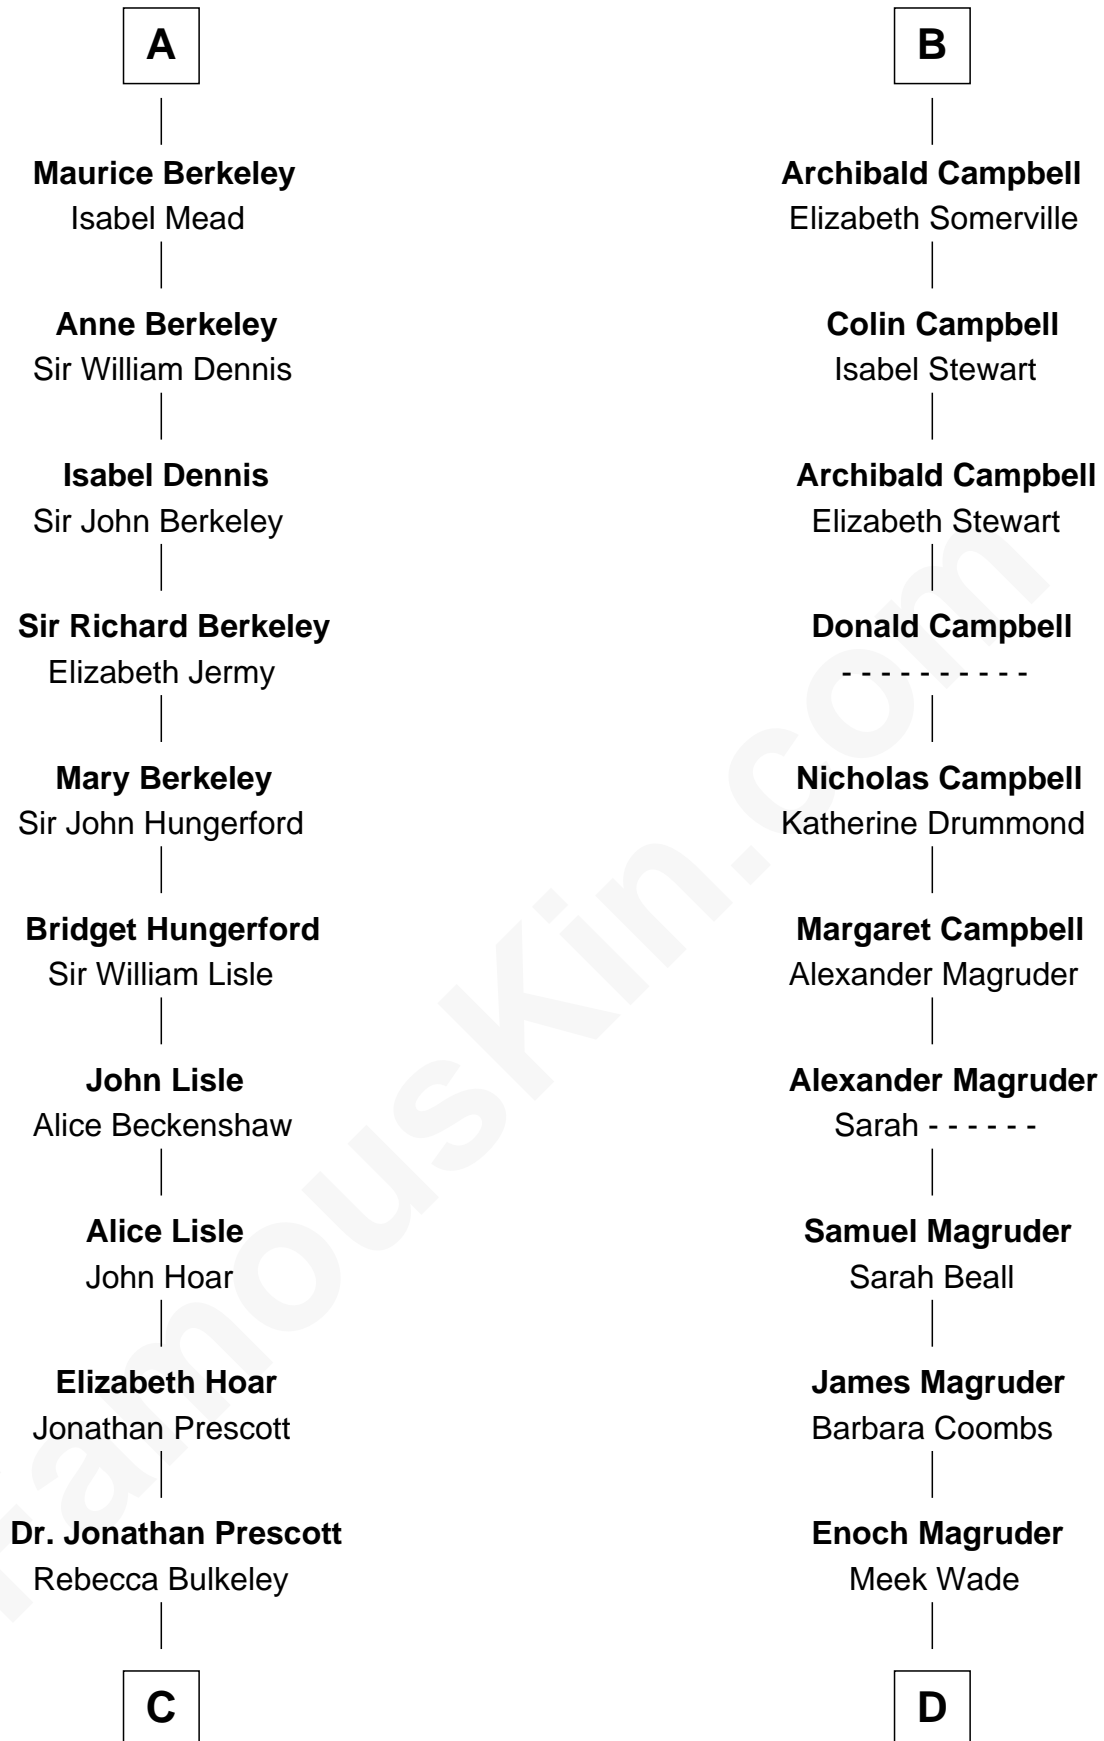 A
Maurice Berkeley
Isabel Mead
Anne Berkeley
Sir William Dennis
Isabel Dennis
Sir John Berkeley
Sir Richard Berkeley
Elizabeth Jermy
Mary Berkeley
Sir John Hungerford
Bridget Hungerford
Sir William Lisle
John Lisle
Alice Beckenshaw
Alice Lisle
John Hoar
Elizabeth Hoar
Jonathan Prescott
Dr. Jonathan Prescott
Rebecca Bulkeley
C
B
Archibald Campbell
Elizabeth Somerville
Colin Campbell
Isabel Stewart
Archibald Campbell
Elizabeth Stewart
Donald Campbell
- - - - - - - - - -
Nicholas Campbell
Katherine Drummond
Margaret Campbell
Alexander Magruder
Alexander Magruder
Sarah - - - - - -
Samuel Magruder
Sarah Beall
James Magruder
Barbara Coombs
Enoch Magruder
Meek Wade
D
FamousKin.com